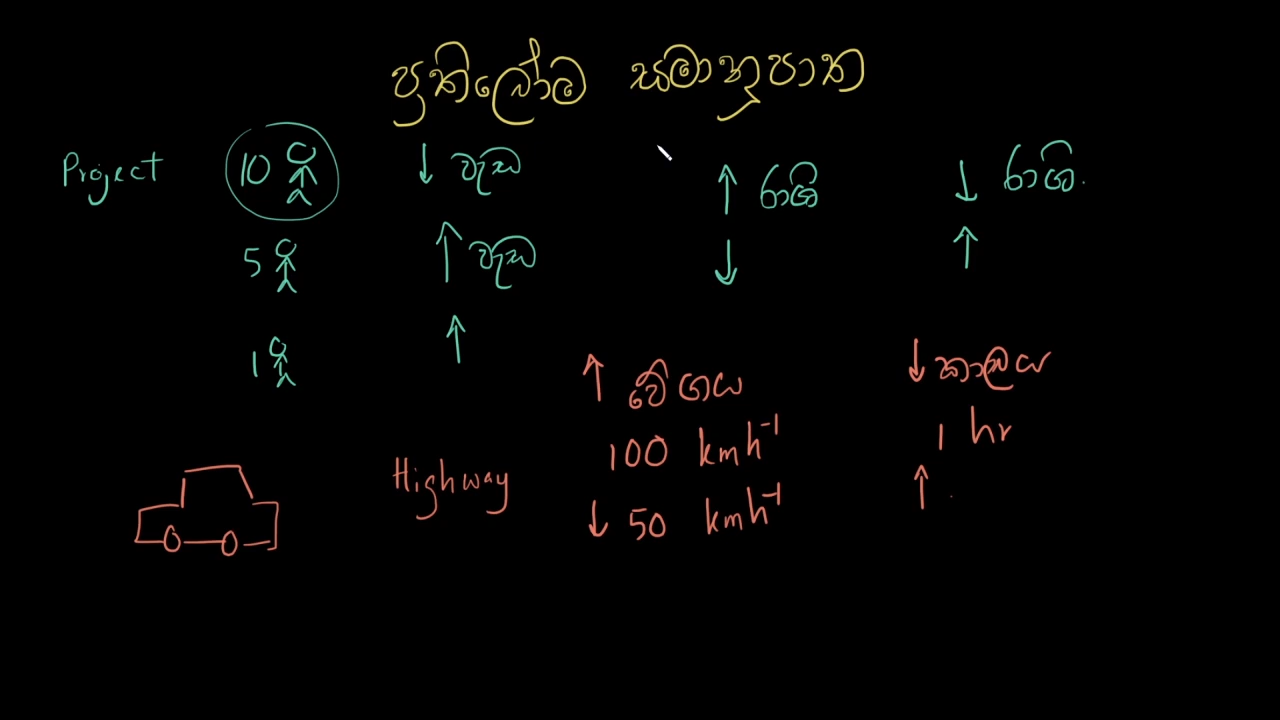 ප්‍රතිලෝම සමානුපාත
Project 10 ↓ වැඩ ↑ රාශි ↓ රාශි.
5 ↑ වැඩ ↓ ↑
1 ↑
↑ වේගය ↓ කාලය
100 kmh⁻¹ 1 hr
Highway ↓ 50 kmh⁻¹ ↑